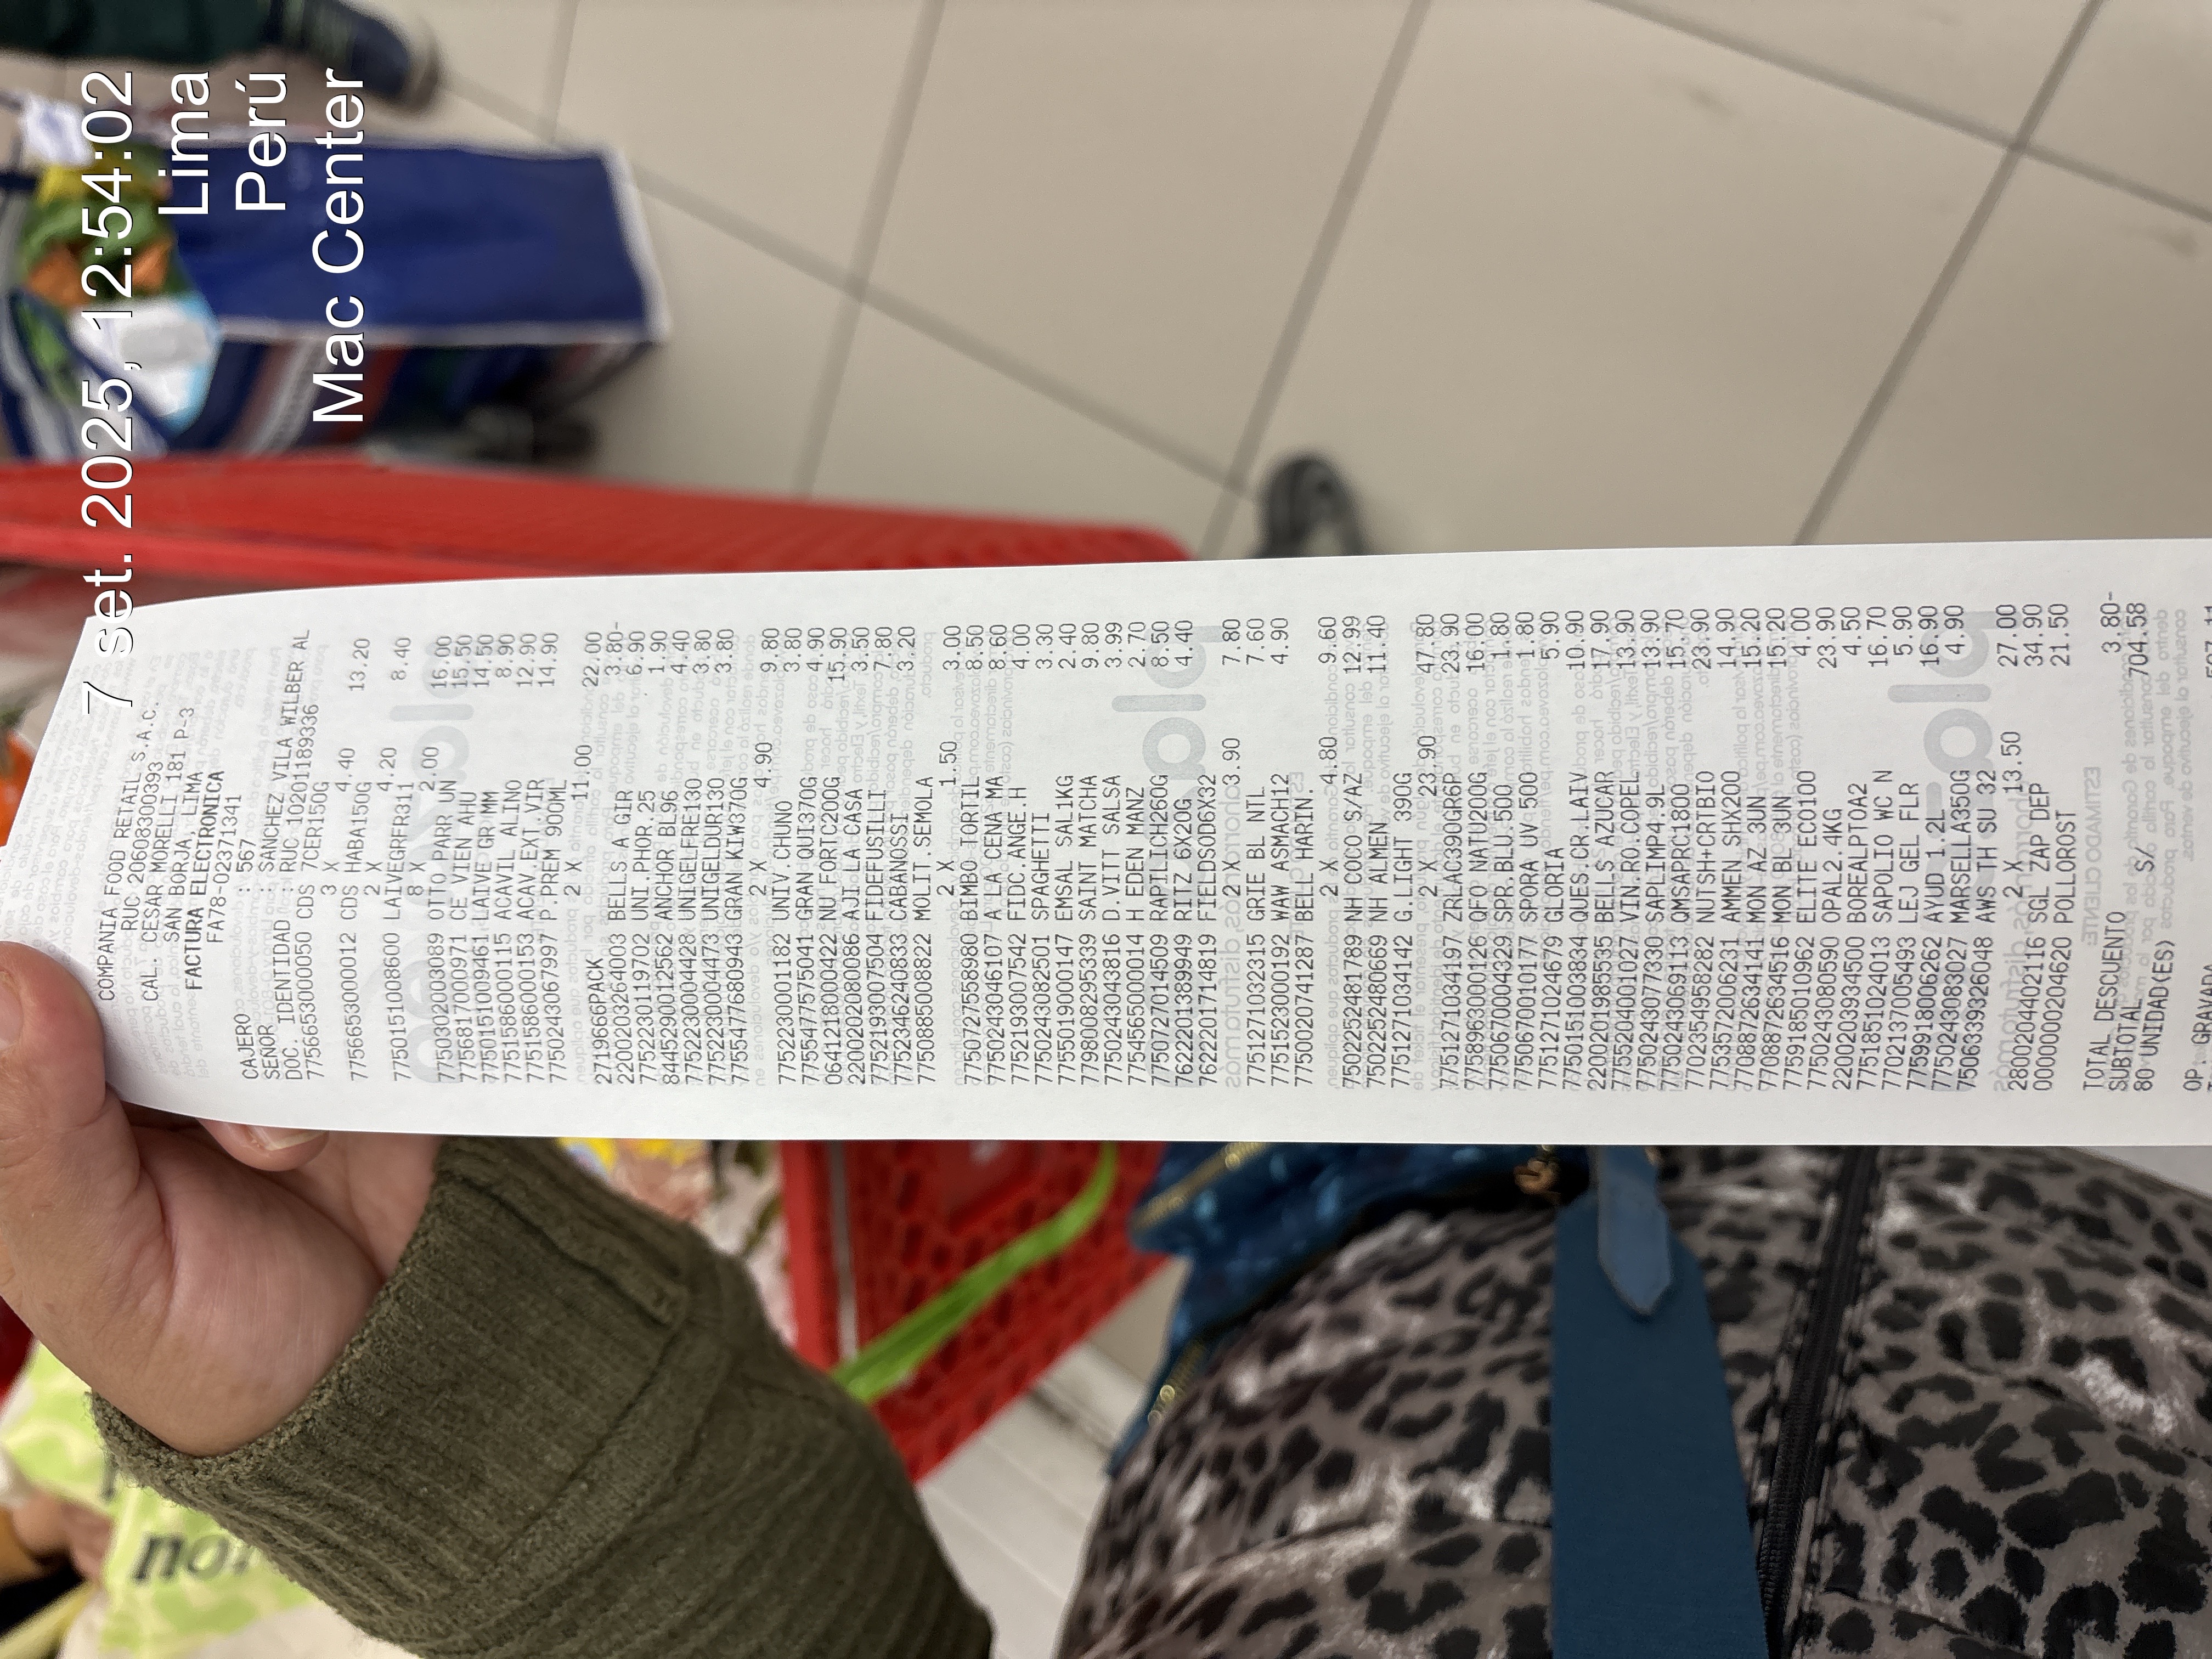 7 set. 2025, 12:54:02
Lima
Perú
Mac Center
COMPANIA FOOD RETAIL S.A.C.
RUC 20608300393
CAL. CESAR MORELLI 181 P-3
SAN BORJA, LIMA
FACTURA ELECTRONICA
FA78-02371341
CAJERO : 567
SEÑOR : SANCHEZ VILA WILBER AL
DOC. IDENTIDAD : RUC 10201189336
7756653000050 CDS 7CER150G
3 X 4.40 13.20
7756653000012 CDS HABA150G
2 X 4.20 8.40
7750151008600 LAIVEGRFR311
8 X 2.00 16.00
7750302003089 OTTO PARR UN 15.50
7756817000971 CE VIEN AHU 14.50
7750151009461 LAIVE GR MM 8.90
7751586000115 ACAVIL ALINO 12.90
7751586000153 ACAV.EXT.VIR 14.90
7750243067997 P.PREM 900ML
2 X 11.00 22.00
2719666PACK 3.80-
2200203264003 BELLS A GIR 6.90
7752230119702 UNI.PHOR.25 1.90
8445290012562 ANCHOR BL96 4.40
7752230004428 UNIGELFRE130 3.80
7752230004473 UNIGELDUR130 3.80
7755477680943 GRAN KIW370G
2 X 4.90 9.80
7752230001182 UNIV.CHUNO 3.80
7755477575041 GRAN QUI370G 4.90
0641218000422 NU FORTC200G 15.90
2200202080086 AJI LA CASA 3.50
7752193007504 FIDEFUSILLI 7.80
7752346240833 CABANOSSI 3.20
7750885008822 MOLIT.SEMOLA
2 X 1.50 3.00
7750727558980 BIMBO TORTIL 8.50
7750243046107 A LA CENA MA 8.60
7752193007542 FIDC.ANGE.H 4.00
7750243082501 SPAGHETTI 3.30
7755019000147 EMSAL SAL1KG 2.40
7798008295339 SAINT MATCHA 9.80
7750243043816 D.VITT SALSA 3.99
7754565000014 H EDEN MANZ 2.70
7750727014509 RAPILICH260G 8.50
7622201389949 RITZ 6X20G 4.40
7622201714819 FIELDSOD6X32
2 X 3.90 7.80
7751271032315 GRIE BL NTL 7.60
7751523000192 WAW ASMACH12 4.90
7750020741287 BELL HARIN.
2 X 4.80 9.60
7502252481789 NH COCO S/AZ 12.99
7502252480669 NH ALMEN 11.40
7751271034142 G.LIGHT 390G
2 X 23.90 47.80
7751271034197 ZRLAC390GR6P 23.90
7758963000126 QFO NATU200G 16.00
7750670004329 SPR.BLU.500 1.80
7750670010177 SPORA UV 500 1.80
7751271024679 GLORIA 5.90
7750151003834 QUES.CR.LAIV 10.90
2200201985535 BELLS AZUCAR 17.90
7755204001027 VIN.RO.COPEL 13.90
7750243077330 SAPLIMP4.9L 13.90
7750243069113 QMSAPRC1800 15.70
7702354958282 NUTSH+CRTBIO 23.90
7753572006231 AMMEN SHX200 14.90
7708872634141 MON AZ 3UN 15.20
7708872634516 MON BL 3UN 15.20
7759185010962 ELITE ECO100 4.00
7750243080590 OPAL2.4KG 23.90
2200203934500 BOREALPTOA2 4.50
7751851024013 SAPOLIO WC N 16.70
7702137005493 LEJ GEL FLR 5.90
7759918006262 AYUD 1.2L 16.90
7750243083027 MARSELLA350G 4.90
7506339326048 AWS TH SU 32
2 X 13.50 27.00
2800204402116 SGL ZAP DEP 34.90
0000000204620 POLLOROST 21.50
TOTAL DESCUENTO 3.80-
SUBTOTAL S/ 704.58
80 UNIDAD(ES)
OP. GRAVADA
you